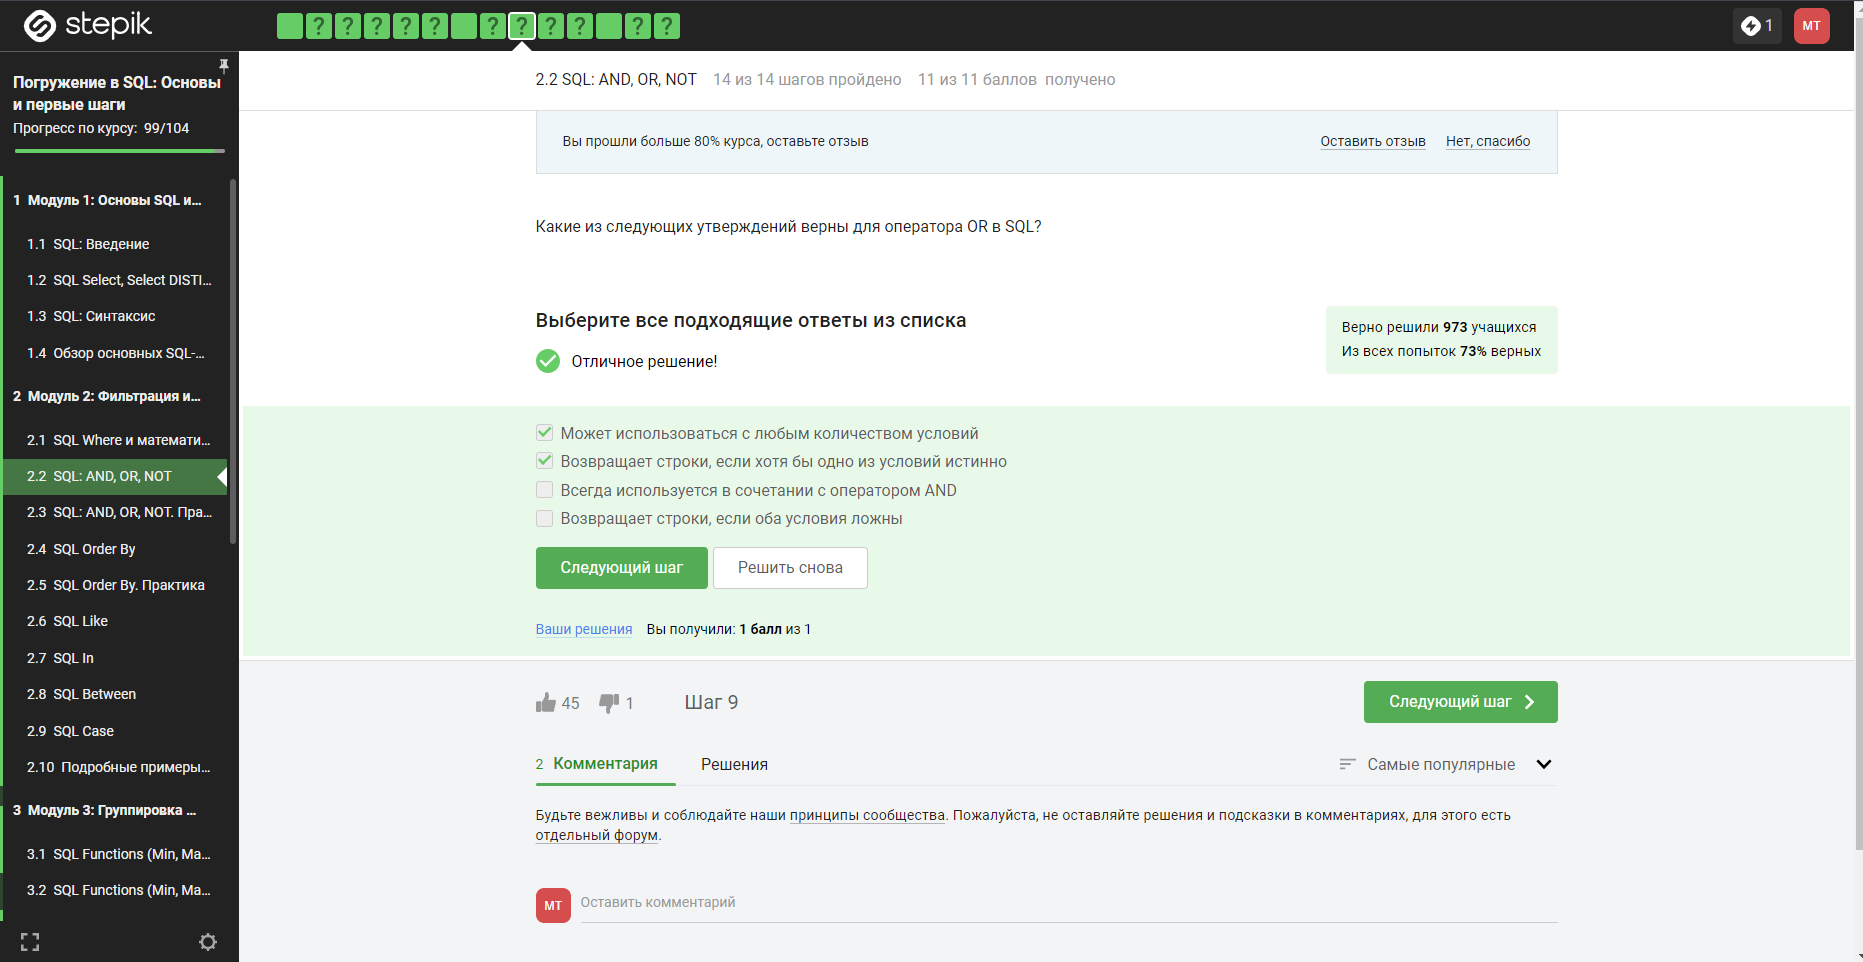 stepik
? ? ? ? ? ? ? ? ? ? ?
1
MT
Погружение в SQL: Основы
и первые шаги
Прогресс по курсу: 99/104
1 Модуль 1: Основы SQL и...
1.1 SQL: Введение
1.2 SQL Select, Select DISTI...
1.3 SQL: Синтаксис
1.4 Обзор основных SQL-...
2 Модуль 2: Фильтрация и...
2.1 SQL Where и математи...
2.2 SQL: AND, OR, NOT
2.3 SQL: AND, OR, NOT. Пра...
2.4 SQL Order By
2.5 SQL Order By. Практика
2.6 SQL Like
2.7 SQL In
2.8 SQL Between
2.9 SQL Case
2.10 Подробные примеры...
3 Модуль 3: Группировка ...
3.1 SQL Functions (Min, Ma...
3.2 SQL Functions (Min, Ma...
2.2 SQL: AND, OR, NOT 14 из 14 шагов пройдено 11 из 11 баллов получено
Вы прошли больше 80% курса, оставьте отзыв
Оставить отзыв Нет, спасибо
Какие из следующих утверждений верны для оператора OR в SQL?
Выберите все подходящие ответы из списка
Отличное решение!
Верно решили 973 учащихся
Из всех попыток 73% верных
Может использоваться с любым количеством условий
Возвращает строки, если хотя бы одно из условий истинно
Всегда используется в сочетании с оператором AND
Возвращает строки, если оба условия ложны
Следующий шаг Решить снова
Ваши решения Вы получили: 1 балл из 1
45 1 Шаг 9
Следующий шаг
2 Комментария Решения
Самые популярные
Будьте вежливы и соблюдайте наши принципы сообщества. Пожалуйста, не оставляйте решения и подсказки в комментариях, для этого есть
отдельный форум.
MT Оставить комментарий